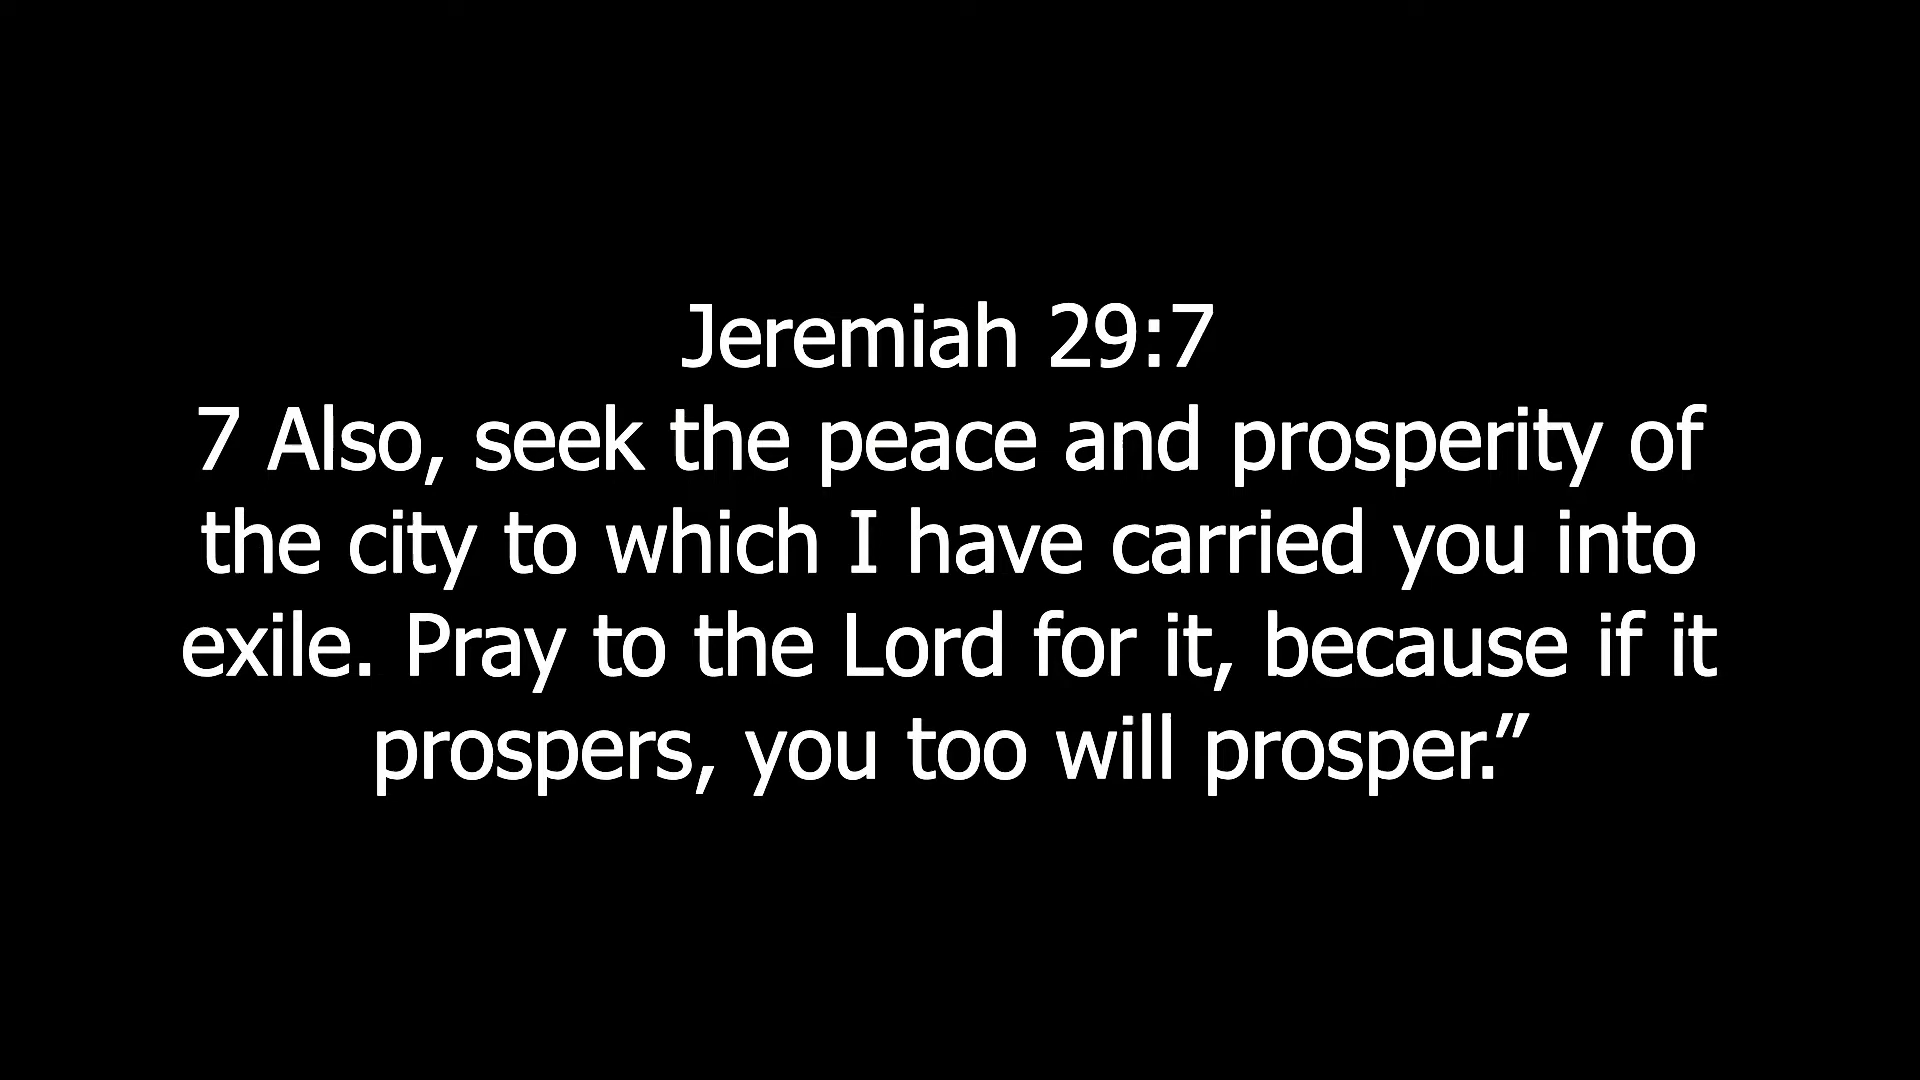 Jeremiah 29:7
7 Also, seek the peace and prosperity of
the city to which I have carried you into
exile. Pray to the Lord for it, because if it
prospers, you too will prosper.”